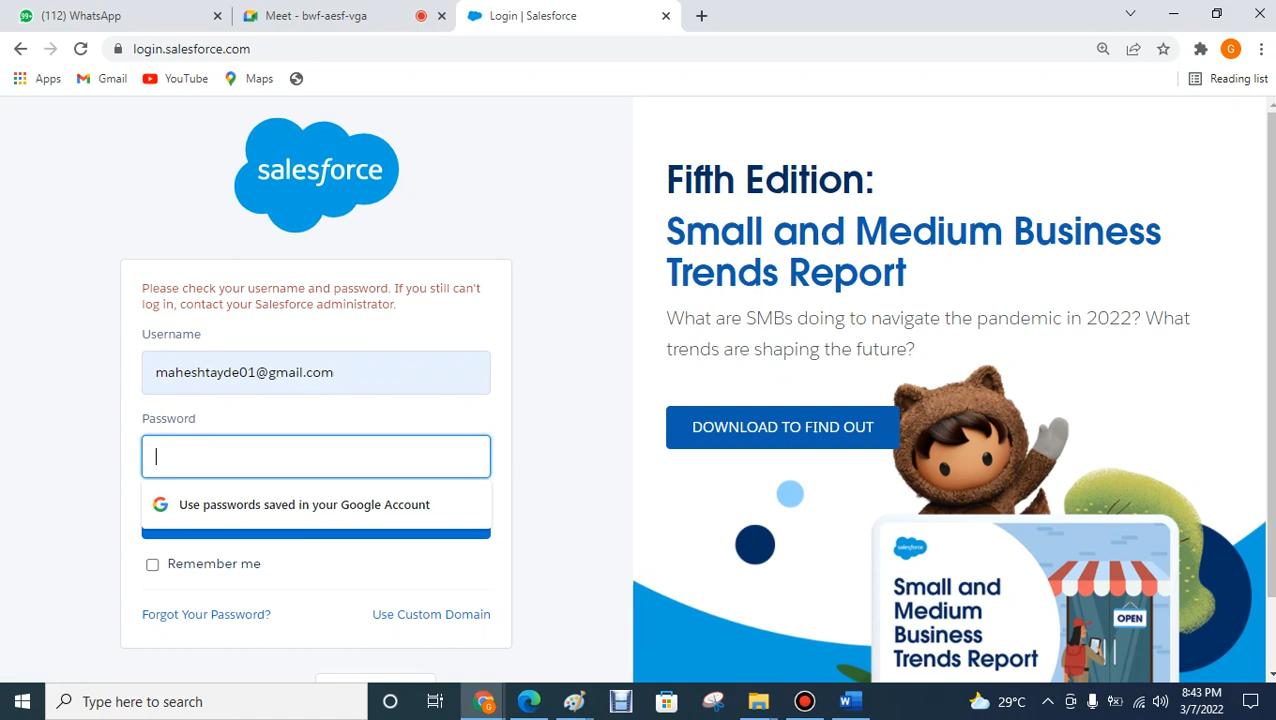 99+
(112) WhatsApp
Meet - bwf-aesf-vga
Login | Salesforce
login.salesforce.com
G
Apps
Gmail
YouTube
Maps
Reading list
salesforce
Please check your username and password. If you still can't
log in, contact your Salesforce administrator.
Username
maheshtayde01@gmail.com
Password
Use passwords saved in your Google Account
Remember me
Forgot Your Password?
Use Custom Domain
Fifth Edition:
Small and Medium Business
Trends Report
What are SMBs doing to navigate the pandemic in 2022? What
trends are shaping the future?
DOWNLOAD TO FIND OUT
salesforce
Small and
Medium
Business
Trends Report
OPEN
Type here to search
29°C
8:43 PM
3/7/2022